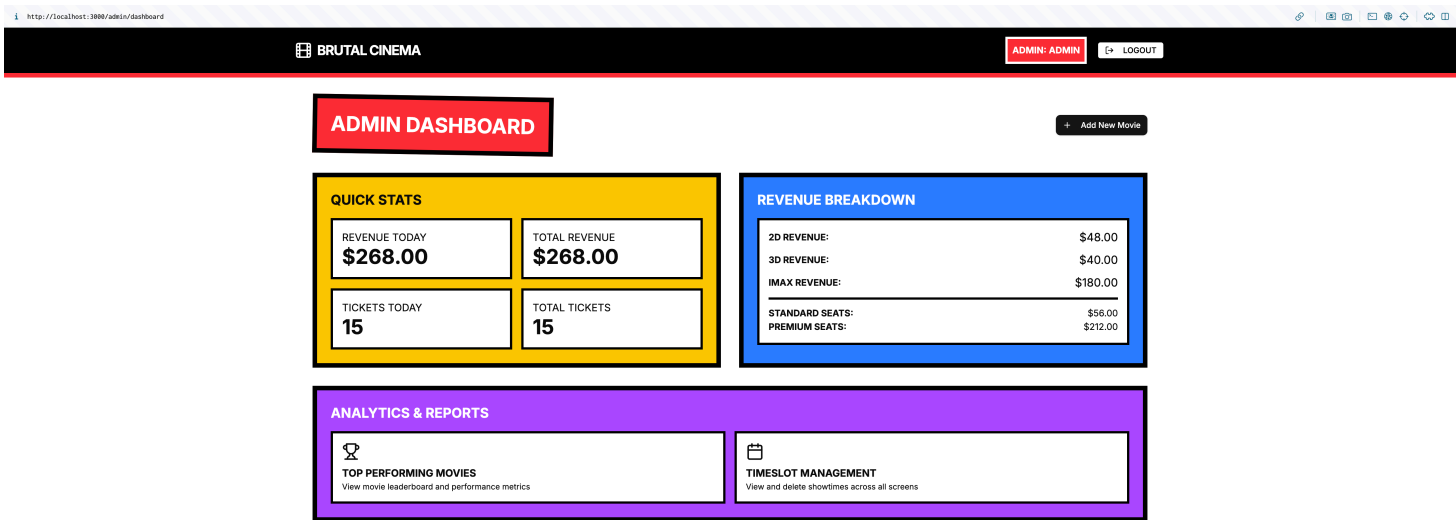 http://localhost:3000/admin/dashboard
BRUTAL CINEMA
ADMIN: ADMIN
LOGOUT
ADMIN DASHBOARD
+ Add New Movie
QUICK STATS
REVENUE TODAY
$268.00
TOTAL REVENUE
$268.00
TICKETS TODAY
15
TOTAL TICKETS
15
REVENUE BREAKDOWN
2D REVENUE: $48.00
3D REVENUE: $40.00
IMAX REVENUE: $180.00
STANDARD SEATS: $56.00
PREMIUM SEATS: $212.00
ANALYTICS & REPORTS
TOP PERFORMING MOVIES
View movie leaderboard and performance metrics
TIMESLOT MANAGEMENT
View and delete showtimes across all screens